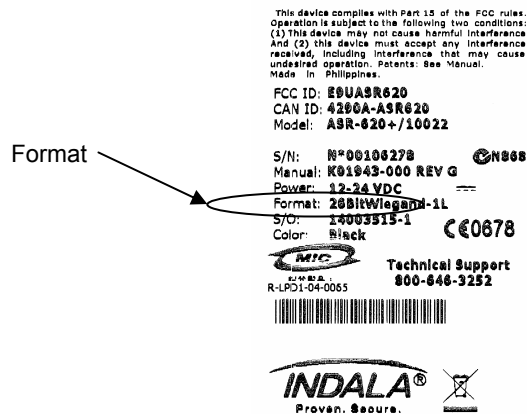 This device complies with Part 15 of the FCC rules.
Operation is subject to the following two conditions:
(1) This device may not cause harmful interference
And (2) this device must accept any interference
received, including interference that may cause
undesired operation. Patents: See Manual.
Made in Philippines.
FCC ID: E9UASR620
CAN ID: 4290A-ASR620
Model: ASR-620+/10022
Format
S/N: N*00106278
N868
Manual: K01943-000 REV G
Power: 12-24 VDC
Format: 26BitWiegand-1L
S/O: 14003515-1
Color: Black
CE0678
MIC
R-LPD1-04-0065
Technical Support
800-646-3252
INDALA®
Proven. Secure.